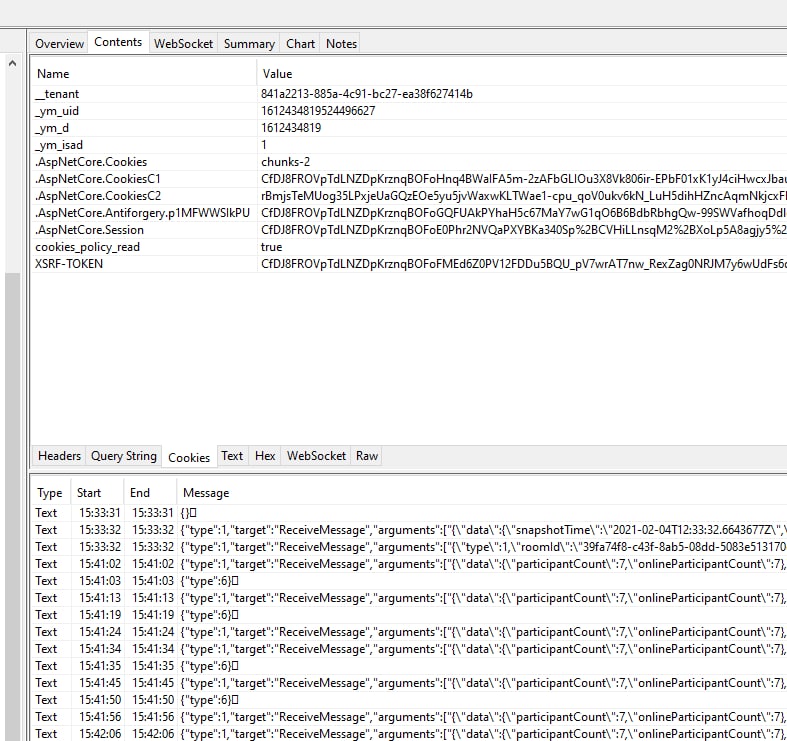 Overview Contents WebSocket Summary Chart Notes
Name Value
__tenant 841a2213-885a-4c91-bc27-ea38f627414b
_ym_uid 1612434819524496627
_ym_d 1612434819
_ym_isad 1
.AspNetCore.Cookies chunks-2
.AspNetCore.CookiesC1 CfDJ8FROVpTdLNZDpKrznqBOFoHnq4BWaIFA5m-2zAFbGLIOu3X8Vk806ir-EPbF01xK1yJ4ciHwcxJbau
.AspNetCore.CookiesC2 rBmjsTeMUog35LPxjeUaGQzEOe5yu5jvWaxwKLTWae1-cpu_qoV0ukv6kN_LuH5dihHZncAqmNkjcxFl
.AspNetCore.Antiforgery.p1MFWWSIkPU CfDJ8FROVpTdLNZDpKrznqBOFoGQFUAkPYhaH5c67MaY7wG1qO6B6BdbRbhgQw-99SWVafhoqDdI
.AspNetCore.Session CfDJ8FROVpTdLNZDpKrznqBOFoE0Phr2NVQaPXYBKa340Sp%2BCVHiLLnsqM2%2BXoLp5A8agjy5%2
cookies_policy_read true
XSRF-TOKEN CfDJ8FROVpTdLNZDpKrznqBOFoFMEd6Z0PV12FDDu5BQU_pV7wrAT7nw_RexZag0NRJM7y6wUdFs6c
Headers Query String Cookies Text Hex WebSocket Raw
Type Start End Message
Text 15:33:31 15:33:31 {}
Text 15:33:32 15:33:32 {"type":1,"target":"ReceiveMessage","arguments":["{\"data\":{\"snapshotTime\":\"2021-02-04T12:33:32.6643677Z\",\
Text 15:33:32 15:33:32 {"type":1,"target":"ReceiveMessage","arguments":["{\"type\":1,\"roomId\":\"39fa74f8-c43f-8ab5-08dd-5083e513170
Text 15:41:02 15:41:02 {"type":1,"target":"ReceiveMessage","arguments":["{\"data\":{\"participantCount\":7,\"onlineParticipantCount\":7},
Text 15:41:03 15:41:03 {"type":6}
Text 15:41:13 15:41:13 {"type":1,"target":"ReceiveMessage","arguments":["{\"data\":{\"participantCount\":7,\"onlineParticipantCount\":7},
Text 15:41:19 15:41:19 {"type":6}
Text 15:41:24 15:41:24 {"type":1,"target":"ReceiveMessage","arguments":["{\"data\":{\"participantCount\":7,\"onlineParticipantCount\":7},
Text 15:41:34 15:41:34 {"type":1,"target":"ReceiveMessage","arguments":["{\"data\":{\"participantCount\":7,\"onlineParticipantCount\":7},
Text 15:41:35 15:41:35 {"type":6}
Text 15:41:45 15:41:45 {"type":1,"target":"ReceiveMessage","arguments":["{\"data\":{\"participantCount\":7,\"onlineParticipantCount\":7},
Text 15:41:50 15:41:50 {"type":6}
Text 15:41:56 15:41:56 {"type":1,"target":"ReceiveMessage","arguments":["{\"data\":{\"participantCount\":7,\"onlineParticipantCount\":7},
Text 15:42:06 15:42:06 {"type":1,"target":"ReceiveMessage","arguments":["{\"data\":{\"participantCount\":7,\"onlineParticipantCount\":7},